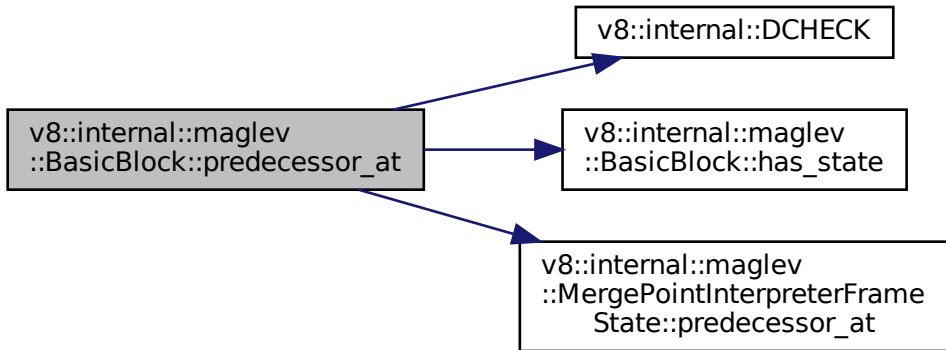 v8::internal::DCHECK
v8::internal::maglev
::BasicBlock::predecessor_at
v8::internal::maglev
::BasicBlock::has_state
v8::internal::maglev
::MergePointInterpreterFrame
State::predecessor_at